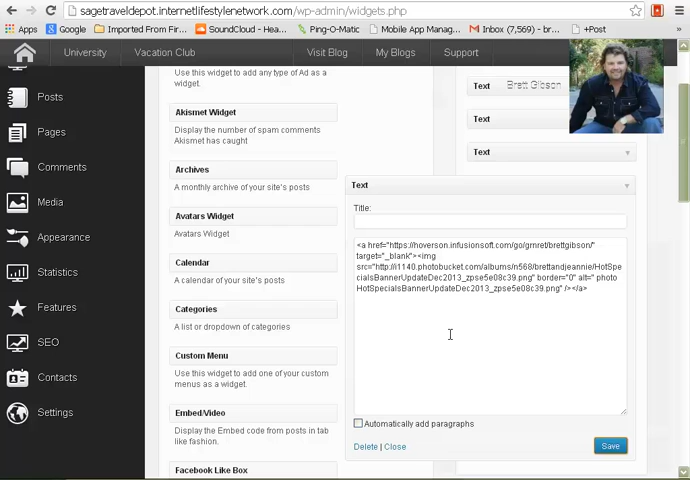 sagetraveldepot.internetlifestylenetwork.com/wp-admin/widgets.php
Apps Google Imported From Fire SoundCloud - Hea... Ping-O-Matic Mobile App Manag... Inbox (7,569) - br... +Post
University Vacation Club Visit Blog My Blogs Support
Posts
Pages
Comments
Media
Appearance
Statistics
Features
SEO
Contacts
Settings
Use this widget to add any type of Ad as a
widget.
Akismet Widget
Display the number of spam comments
Akismet has caught
Archives
A monthly archive of your site's posts
Avatars Widget
Avatars Widget
Calendar
A calendar of your site's posts
Categories
A list or dropdown of categories
Custom Menu
Use this widget to add one of your custom
menus as a widget.
Embed/Video
Display the Embed code from posts in tab
like fashion.
Facebook Like Box
Text Brett Gibson
Text
Text
Text
Title:
<a href="https://hoverson.infusionsoft.com/go/grnret/brettgibson/"
target="_blank"><img
src="http://i1140.photobucket.com/albums/n568/brettandjeannie/HotSpe
cialsBannerUpdateDec2013_zpse5e08c39.png" border="0" alt=" photo
HotSpecialsBannerUpdateDec2013_zpse5e08c39.png" /></a>
Automatically add paragraphs
Delete | Close
Save